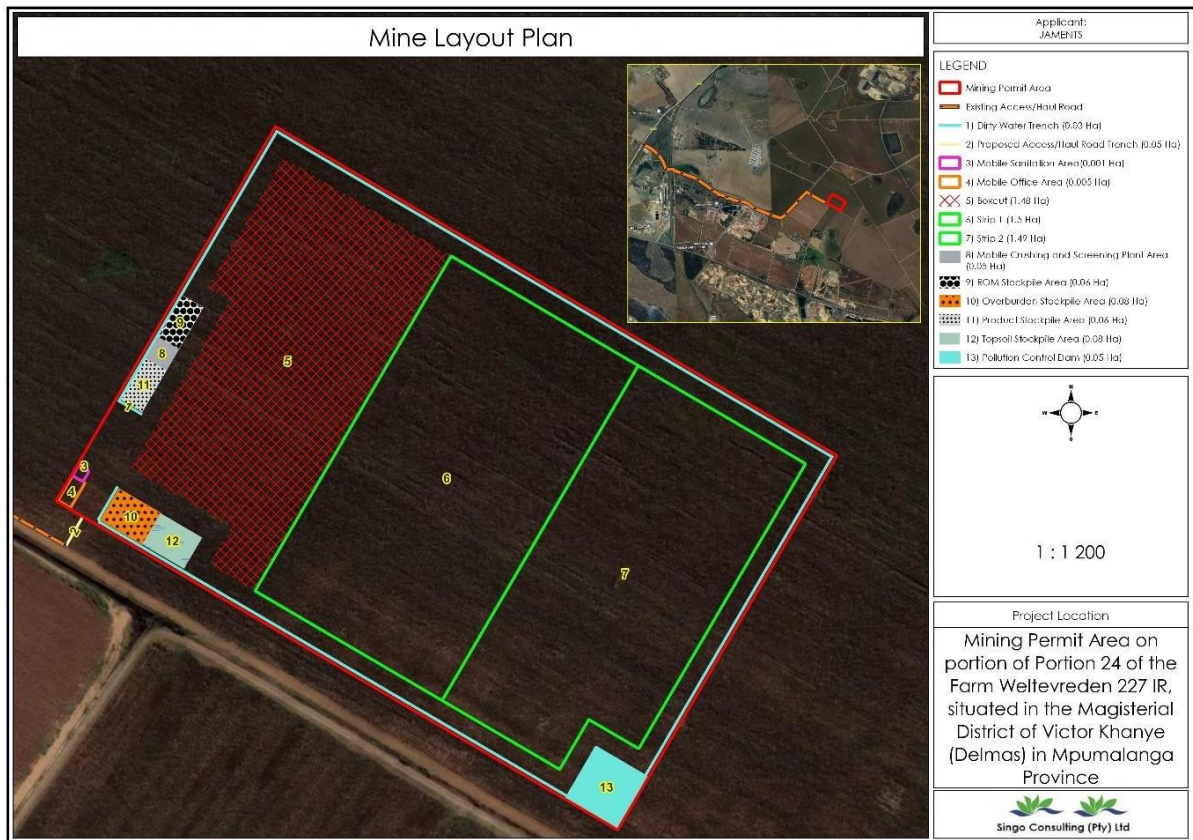 Mine Layout Plan
Applicant:
JAMENTS
LEGEND
Mining Permit Area
Existing Access/Haul Road
1) Dirty Water Trench (0.03 Ha)
2) Proposed Access/Haul Road Trench (0.05 Ha)
3) Mobile Sanitation Area(0.001 Ha)
4) Mobile Office Area (0.005 Ha)
5) Boxcut (1.48 Ha)
6) Strip 1 (1.5 Ha)
7) Strip 2 (1.49 Ha)
8) Mobile Crushing and Screening Plant Area
(0.05 Ha)
9) ROM Stockpile Area (0.06 Ha)
10) Overburden Stockpile Area (0.08 Ha)
11) Product Stockpile Area (0.06 Ha)
12) Topsoil Stockpile Area (0.08 Ha)
13) Pollution Control Dam (0.05 Ha)
9
8
5
11
1
3
4
6
10
2
12
7
13
N
W
E
S
1 : 1 200
Project Location
Mining Permit Area on
portion of Portion 24 of the
Farm Weltevreden 227 IR,
situated in the Magisterial
District of Victor Khanye
(Delmas) in Mpumalanga
Province
Singo Consulting (Pty) Ltd